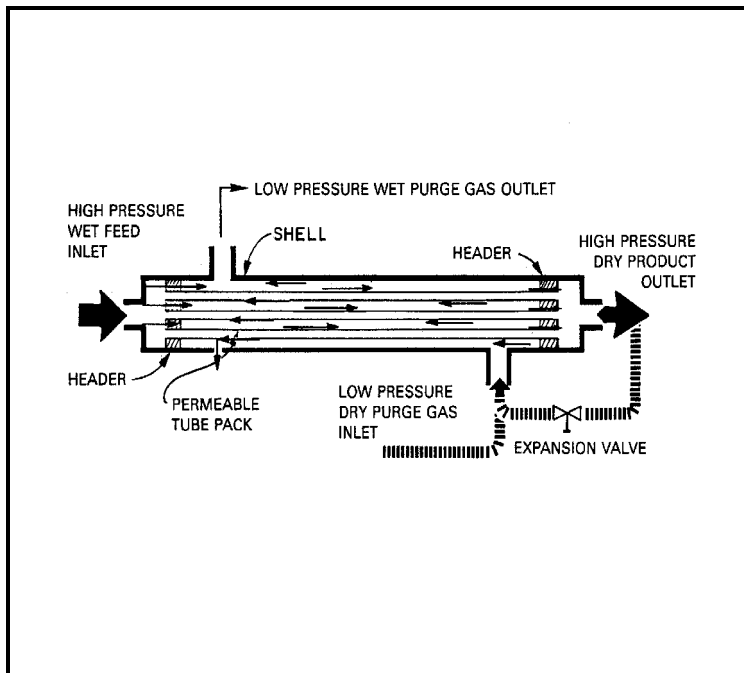 LOW PRESSURE WET PURGE GAS OUTLET
HIGH PRESSURE
WET FEED
INLET
SHELL
HEADER
HIGH PRESSURE
DRY PRODUCT
OUTLET
HEADER
PERMEABLE
TUBE PACK
LOW PRESSURE
DRY PURGE GAS
INLET
EXPANSION VALVE